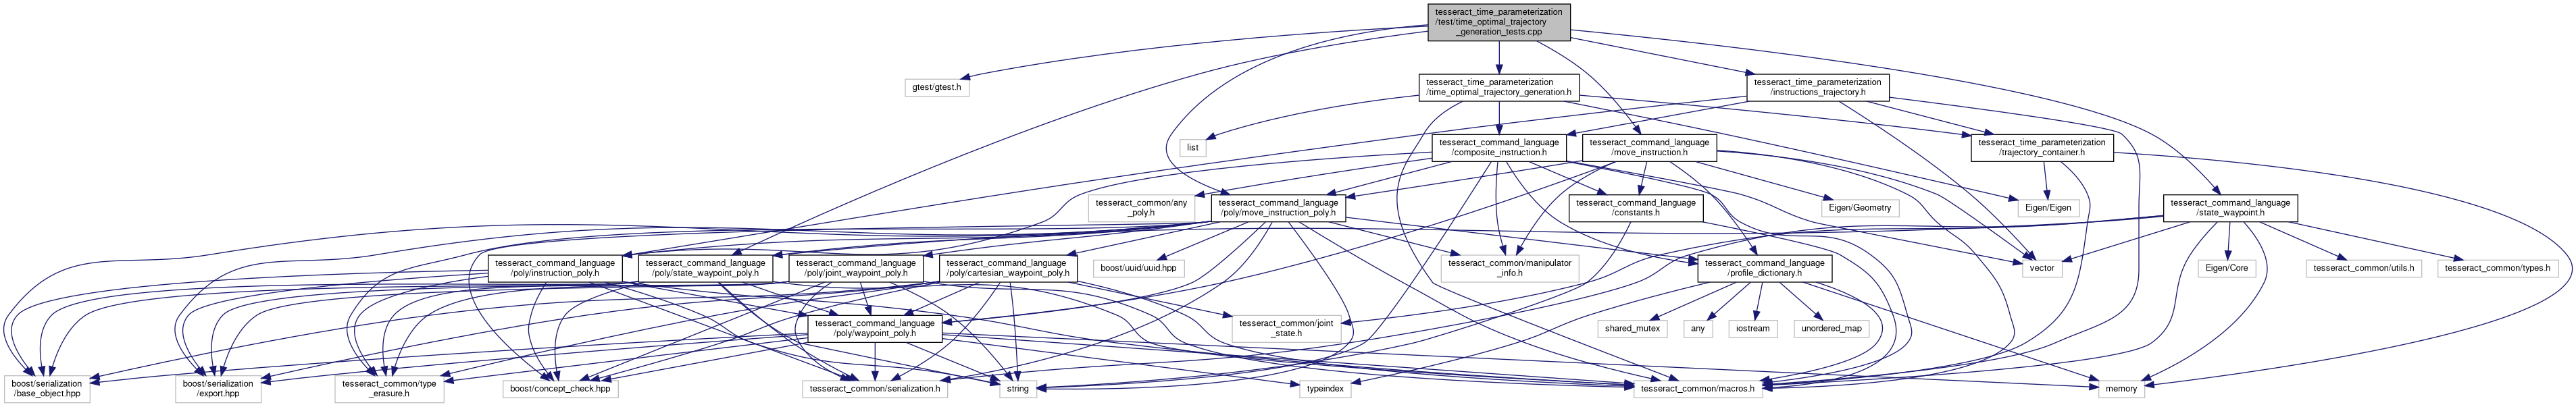 tesseract_time_parameterization
/test/time_optimal_trajectory
_generation_tests.cpp
gtest/gtest.h
tesseract_time_parameterization
/time_optimal_trajectory_generation.h
tesseract_time_parameterization
/instructions_trajectory.h
list
tesseract_command_language
/composite_instruction.h
tesseract_command_language
/move_instruction.h
tesseract_time_parameterization
/trajectory_container.h
tesseract_common/any
_poly.h
tesseract_command_language
/poly/move_instruction_poly.h
tesseract_command_language
/constants.h
Eigen/Geometry
Eigen/Eigen
tesseract_command_language
/state_waypoint.h
tesseract_command_language
/poly/instruction_poly.h
tesseract_command_language
/poly/state_waypoint_poly.h
tesseract_command_language
/poly/joint_waypoint_poly.h
tesseract_command_language
/poly/cartesian_waypoint_poly.h
boost/uuid/uuid.hpp
tesseract_common/manipulator
_info.h
tesseract_command_language
/profile_dictionary.h
vector
Eigen/Core
tesseract_common/utils.h
tesseract_common/types.h
tesseract_command_language
/poly/waypoint_poly.h
tesseract_common/joint
_state.h
shared_mutex
any
iostream
unordered_map
boost/serialization
/base_object.hpp
boost/serialization
/export.hpp
tesseract_common/type
_erasure.h
boost/concept_check.hpp
tesseract_common/serialization.h
string
typeindex
tesseract_common/macros.h
memory